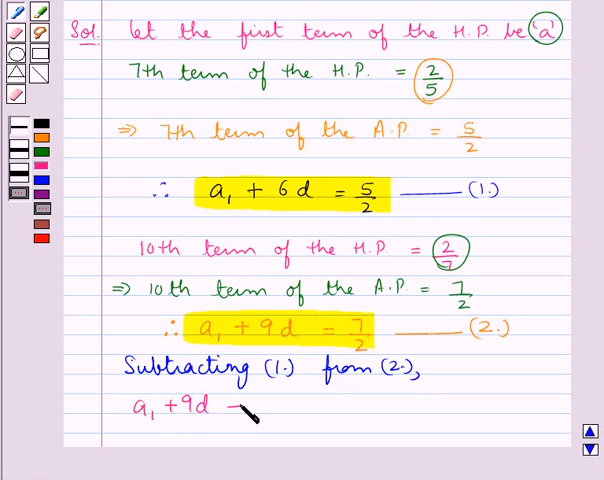 Sol. let the first term of the H.P. be 'a'
7th term of the H.P. = 2/5
⇒ 7th term of the A.P. = 5/2
∴ a₁ + 6d = 5/2 ——— (1.)
10th term of the H.P. = 2/7
⇒ 10th term of the A.P. = 7/2
∴ a₁ + 9d = 7/2 ——— (2.)
Subtracting (1.) from (2.),
a₁ + 9d -